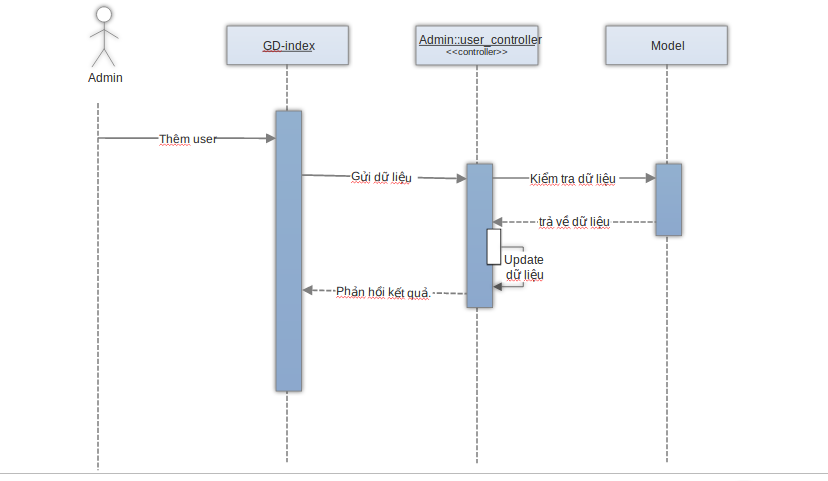 Admin
GD-index
Admin::user_controller
<<controller>>
Model
Thêm user
Gửi dữ liệu
Kiểm tra dữ liệu
trả về dữ liệu
Update
dữ liệu
Phản hồi kết quả.